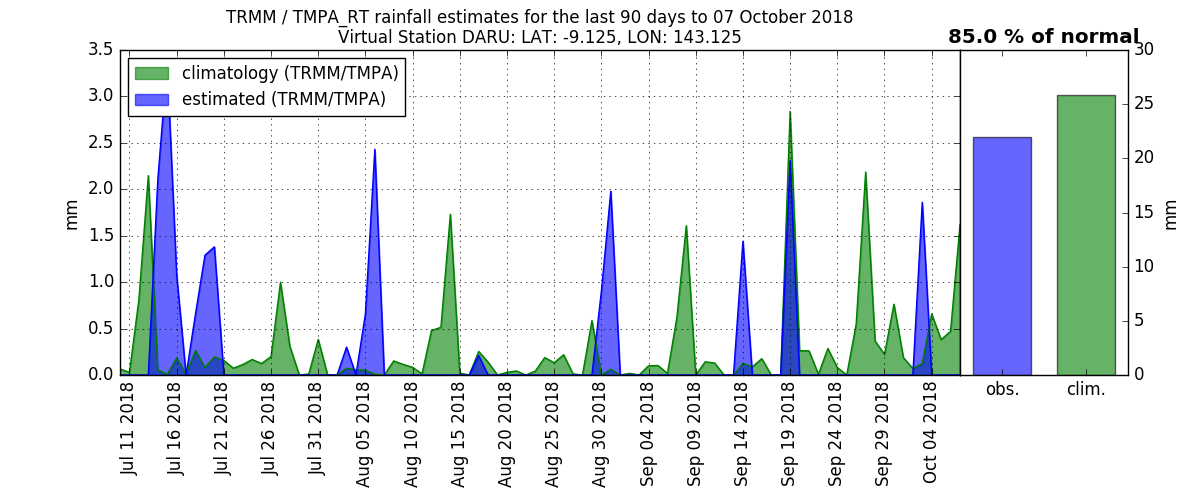 TRMM / TMPA_RT rainfall estimates for the last 90 days to 07 October 2018
Virtual Station DARU: LAT: -9.125, LON: 143.125
85.0 % of normal
climatology (TRMM/TMPA)
estimated (TRMM/TMPA)
3.5
3.0
2.5
2.0
1.5
1.0
0.5
0.0
mm
Jul 11 2018
Jul 16 2018
Jul 21 2018
Jul 26 2018
Jul 31 2018
Aug 05 2018
Aug 10 2018
Aug 15 2018
Aug 20 2018
Aug 25 2018
Aug 30 2018
Sep 04 2018
Sep 09 2018
Sep 14 2018
Sep 19 2018
Sep 24 2018
Sep 29 2018
Oct 04 2018
obs.
clim.
30
25
20
15
10
5
0
mm